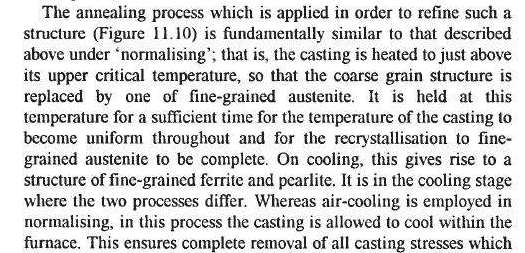 The annealing process which is applied in order to refine such a
structure (Figure 11.10) is fundamentally similar to that described
above under ‘normalising’; that is, the casting is heated to just above
its upper critical temperature, so that the coarse grain structure is
replaced by one of fine-grained austenite. It is held at this
temperature for a sufficient time for the temperature of the casting to
become uniform throughout and for the recrystallisation to fine-
grained austenite to be complete. On cooling, this gives rise to a
structure of fine-grained ferrite and pearlite. It is in the cooling stage
where the two processes differ. Whereas air-cooling is employed in
normalising, in this process the casting is allowed to cool within the
furnace. This ensures complete removal of all casting stresses which